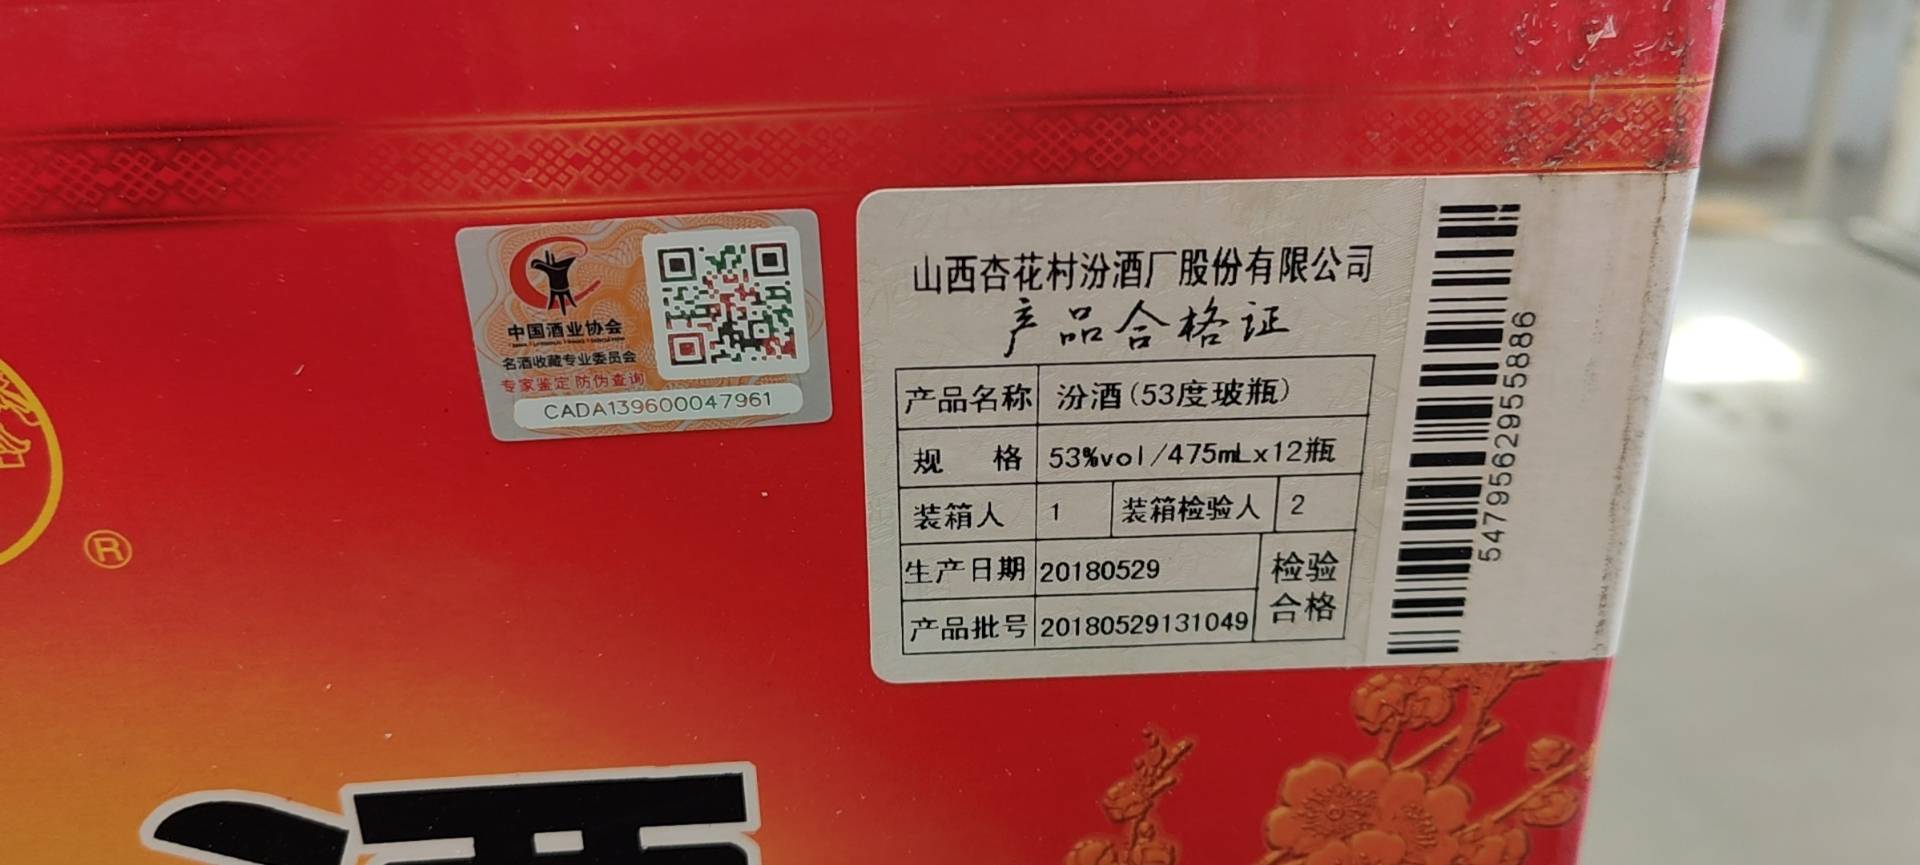 中国酒业协会
名酒收藏专业委员会
专家鉴定 防伪查询
CADA139600047961
山西杏花村汾酒厂股份有限公司
产品合格证
产品名称 汾酒(53度玻瓶)
规 格 53%vol/475mLx12瓶
装箱人 1 装箱检验人 2
生产日期 20180529 检验
产品批号 20180529131049 合格
5479562955886
®
酒